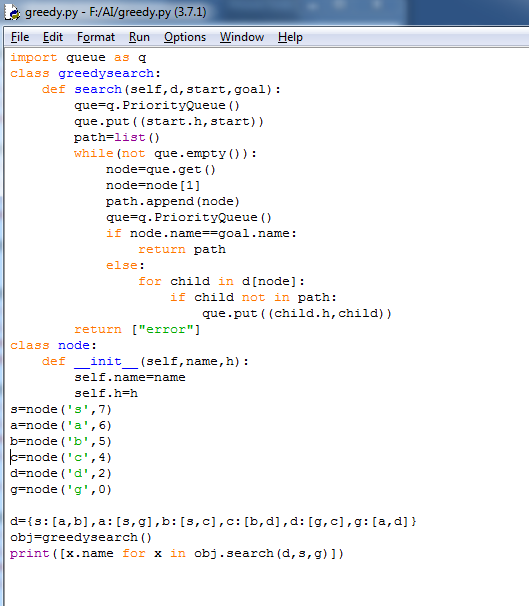 greedy.py - F:/AI/greedy.py (3.7.1)
File Edit Format Run Options Window Help
import queue as q
class greedysearch:
    def search(self,d,start,goal):
        que=q.PriorityQueue()
        que.put((start.h,start))
        path=list()
        while(not que.empty()):
            node=que.get()
            node=node[1]
            path.append(node)
            que=q.PriorityQueue()
            if node.name==goal.name:
                return path
            else:
                for child in d[node]:
                    if child not in path:
                        que.put((child.h,child))
        return ["error"]
class node:
    def __init__(self,name,h):
        self.name=name
        self.h=h
s=node('s',7)
a=node('a',6)
b=node('b',5)
c=node('c',4)
d=node('d',2)
g=node('g',0)

d={s:[a,b],a:[s,g],b:[s,c],c:[b,d],d:[g,c],g:[a,d]}
obj=greedysearch()
print([x.name for x in obj.search(d,s,g)])